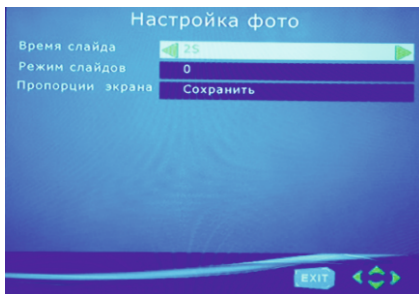 Настройка фото
Время слайда 2S
Режим слайдов 0
Пропорции экрана Сохранить
EXIT